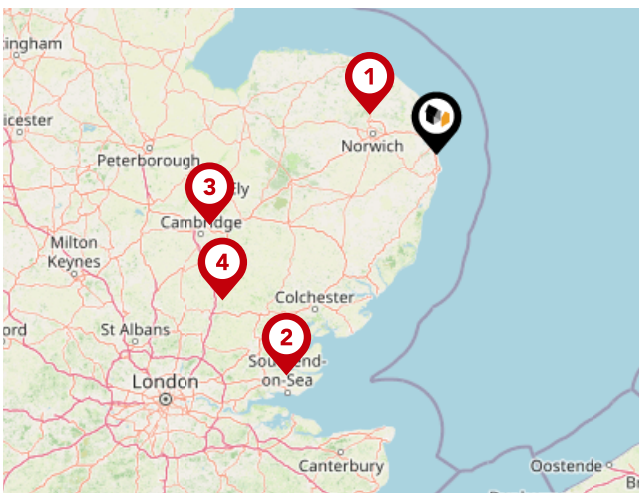 ingham
1
icester
Norwich
Peterborough
3
Ely
Cambridge
Milton
Keynes
4
Colchester
ord
St Albans
2
Southend-
on-Sea
London
Canterbury
Oostende